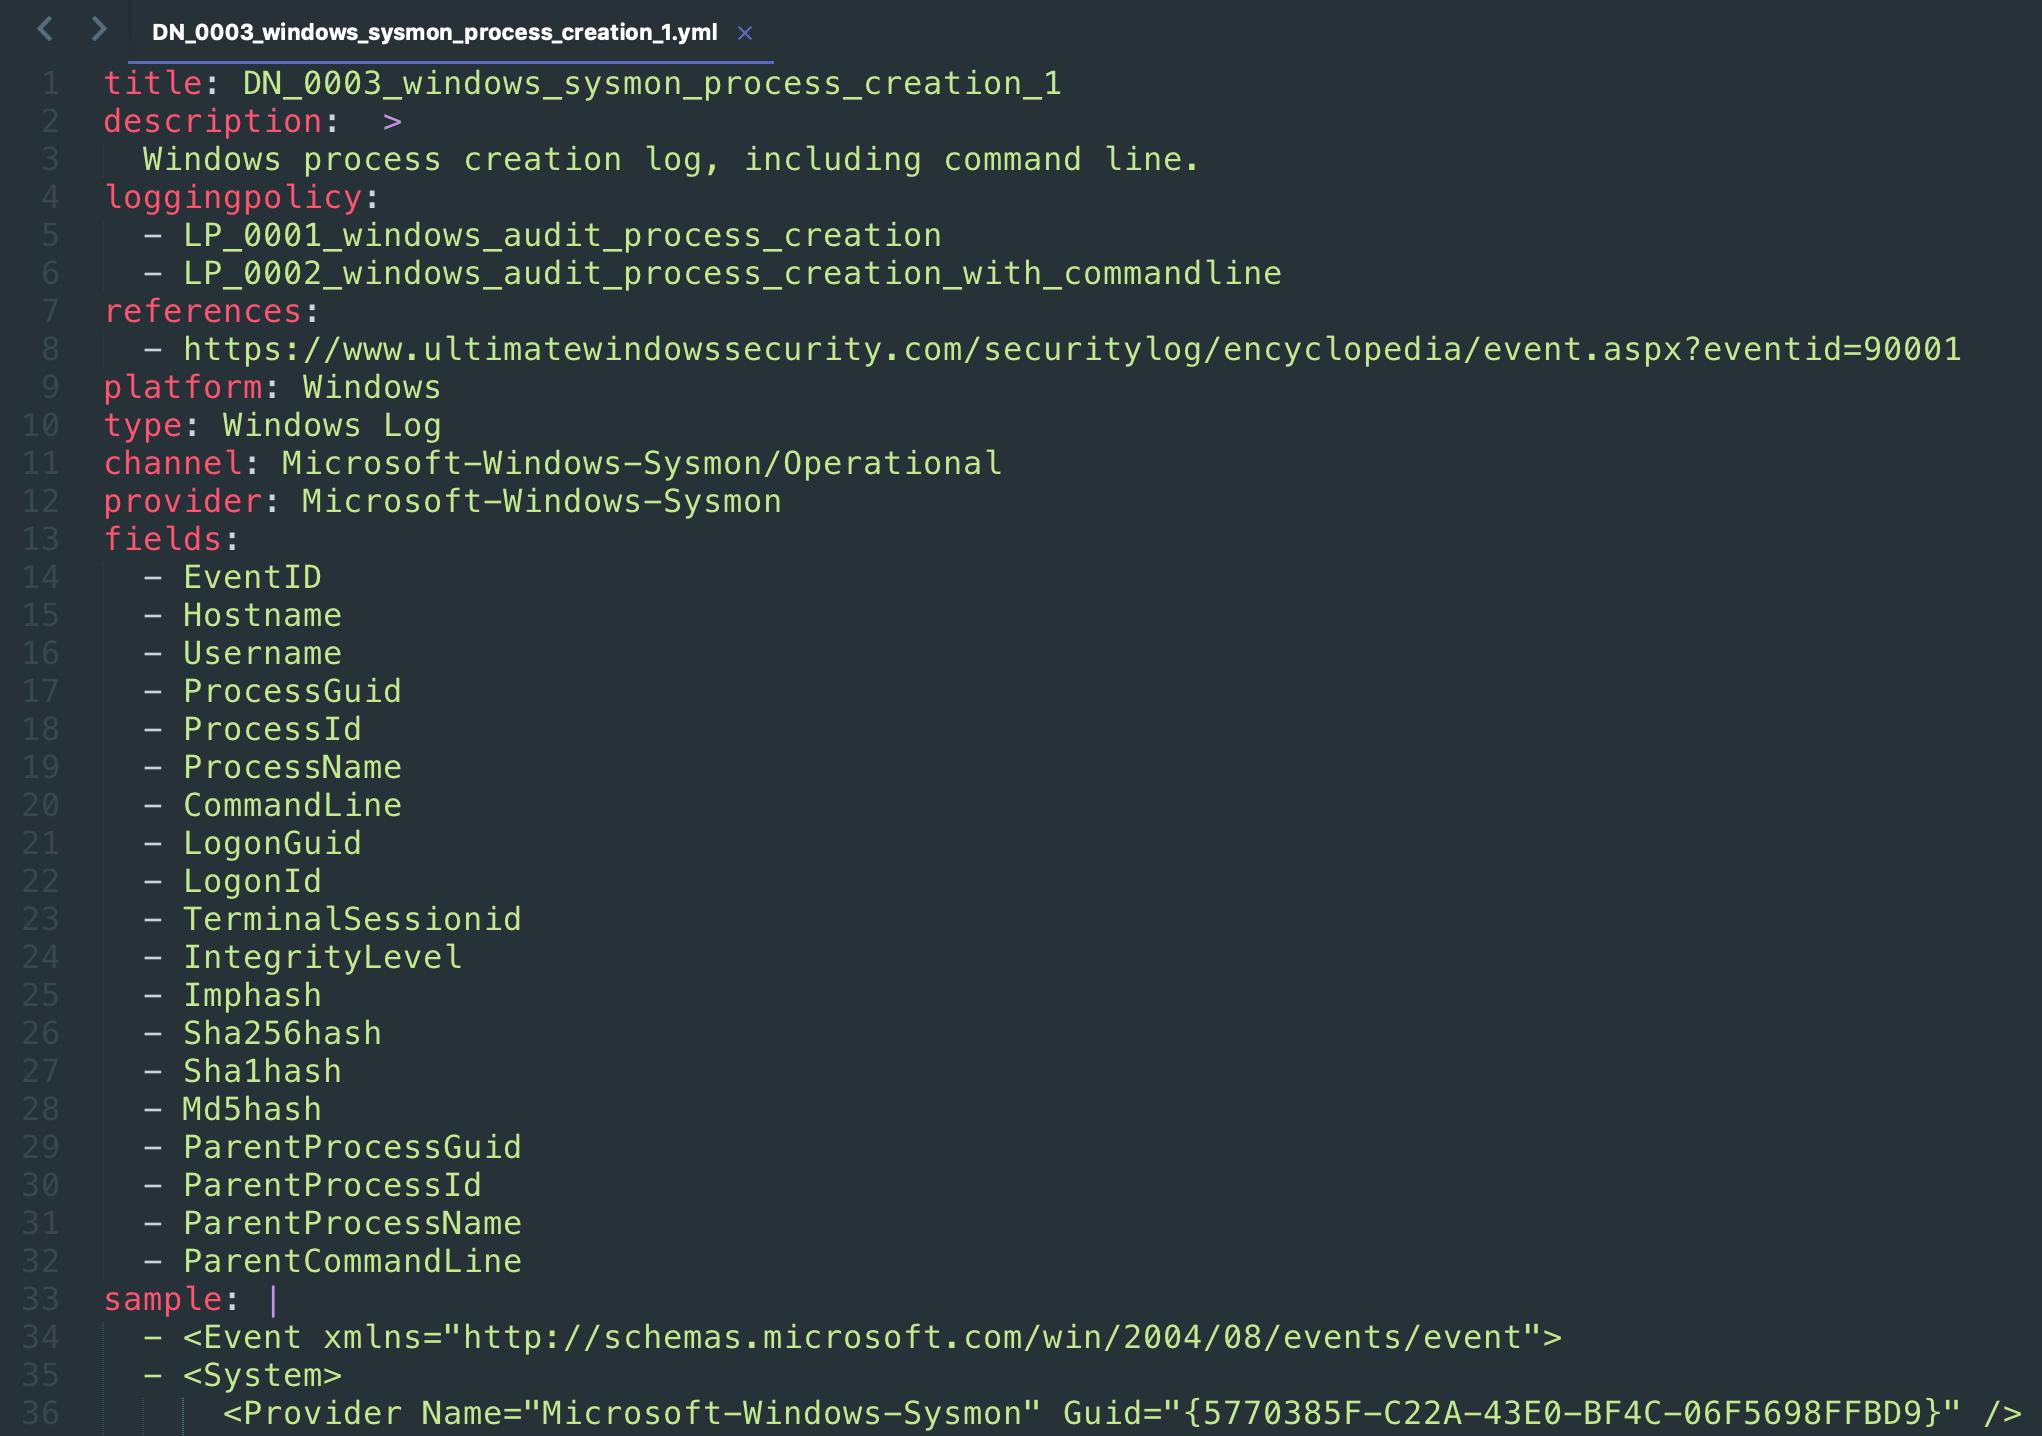 DN_0003_windows_sysmon_process_creation_1.yml ×
1 title: DN_0003_windows_sysmon_process_creation_1
2 description:  >
3   Windows process creation log, including command line.
4 loggingpolicy:
5   - LP_0001_windows_audit_process_creation
6   - LP_0002_windows_audit_process_creation_with_commandline
7 references:
8   - https://www.ultimatewindowssecurity.com/securitylog/encyclopedia/event.aspx?eventid=90001
9 platform: Windows
10 type: Windows Log
11 channel: Microsoft-Windows-Sysmon/Operational
12 provider: Microsoft-Windows-Sysmon
13 fields:
14   - EventID
15   - Hostname
16   - Username
17   - ProcessGuid
18   - ProcessId
19   - ProcessName
20   - CommandLine
21   - LogonGuid
22   - LogonId
23   - TerminalSessionid
24   - IntegrityLevel
25   - Imphash
26   - Sha256hash
27   - Sha1hash
28   - Md5hash
29   - ParentProcessGuid
30   - ParentProcessId
31   - ParentProcessName
32   - ParentCommandLine
33 sample: |
34   - <Event xmlns="http://schemas.microsoft.com/win/2004/08/events/event">
35   - <System>
36       <Provider Name="Microsoft-Windows-Sysmon" Guid="{5770385F-C22A-43E0-BF4C-06F5698FFBD9}" />